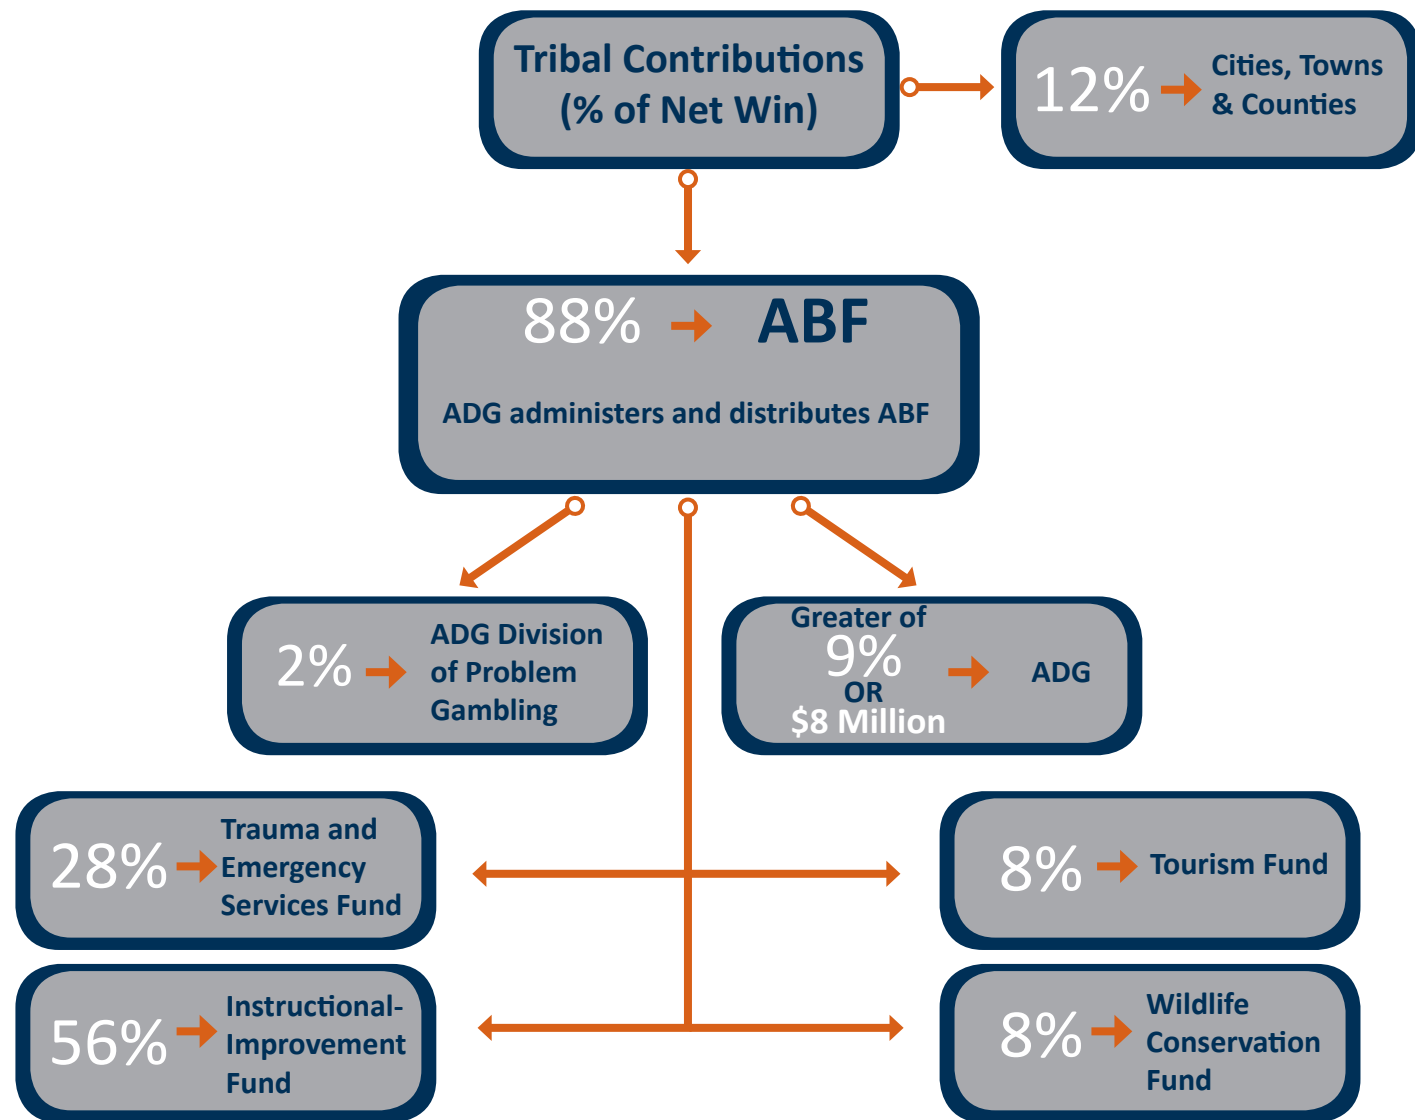 Tribal Contributions
(% of Net Win)
12%
Cities, Towns
& Counties
88%
ABF
ADG administers and distributes ABF
2%
ADG Division
of Problem
Gambling
Greater of
9%
OR
$8 Million
ADG
28%
Trauma and
Emergency
Services Fund
8%
Tourism Fund
56%
Instructional-
Improvement
Fund
8%
Wildlife
Conservation
Fund